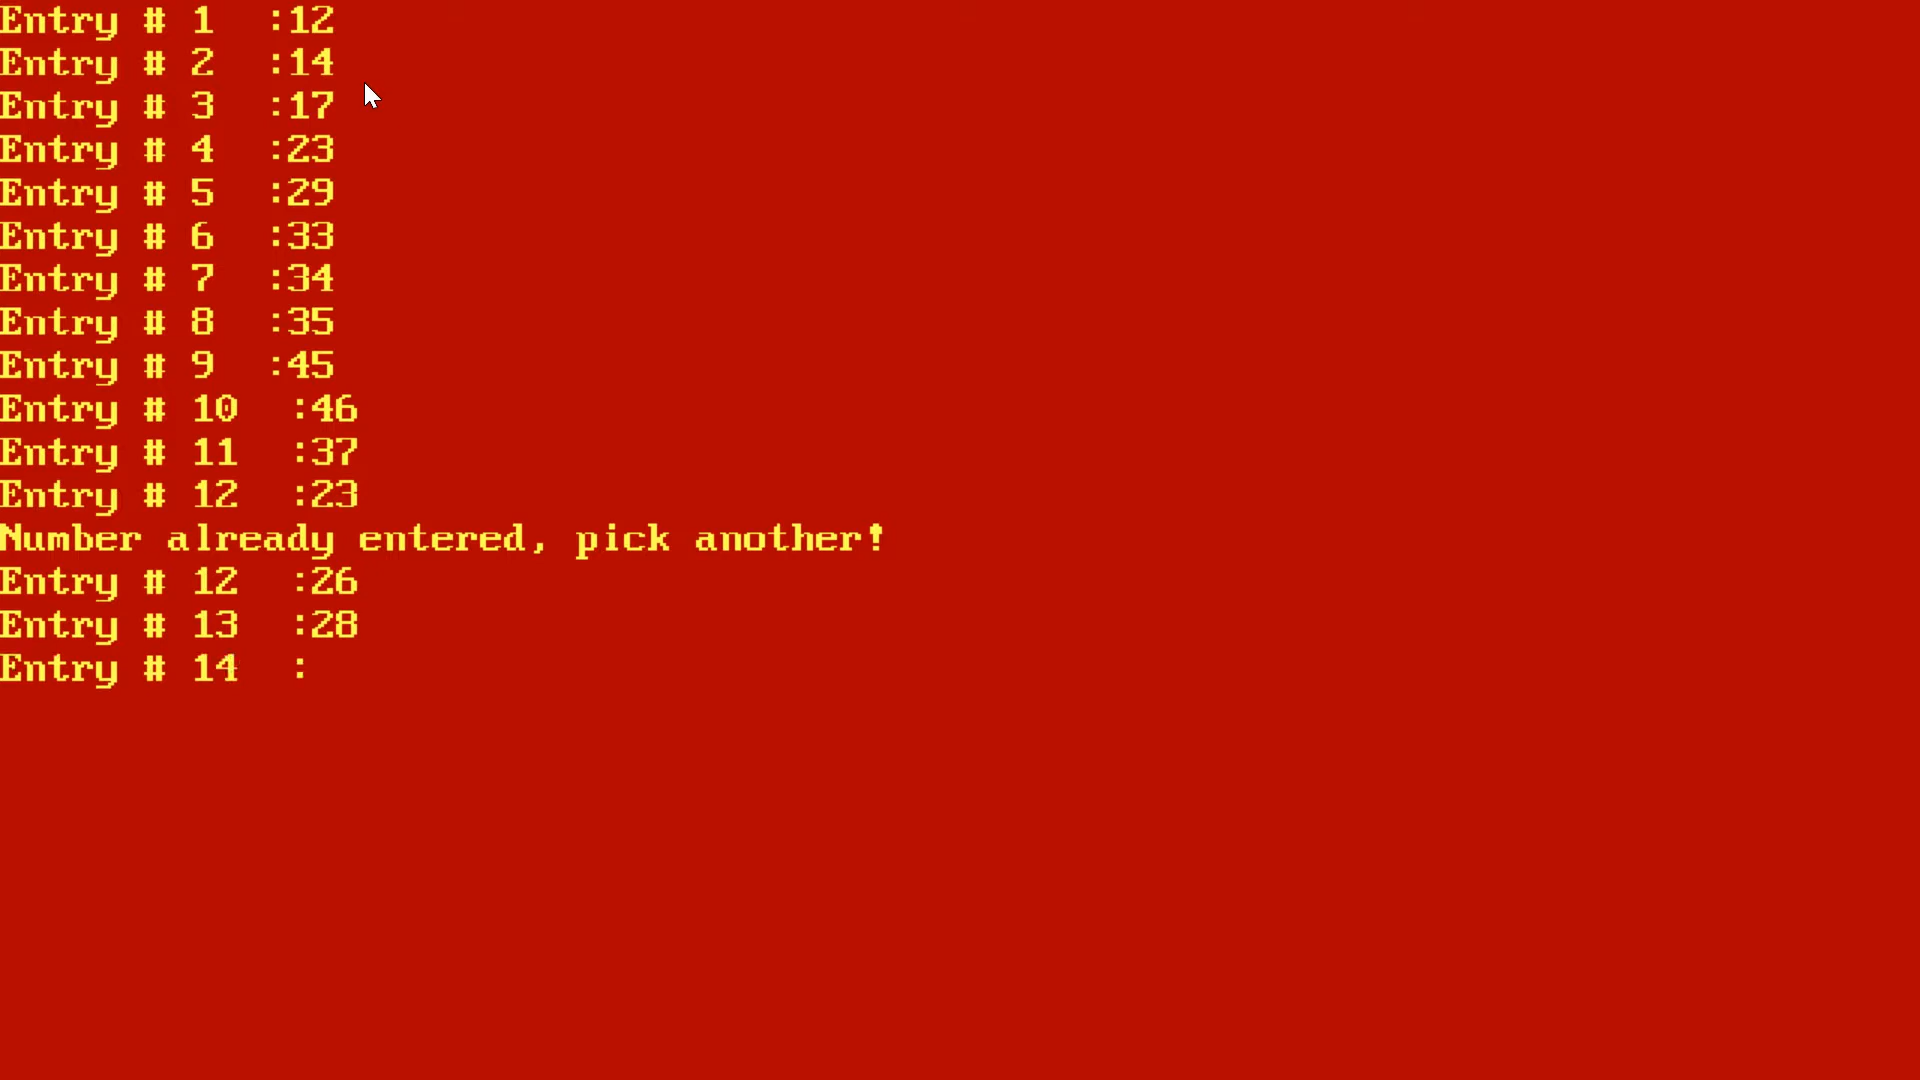 Entry # 1  :12
Entry # 2  :14
Entry # 3  :17
Entry # 4  :23
Entry # 5  :29
Entry # 6  :33
Entry # 7  :34
Entry # 8  :35
Entry # 9  :45
Entry # 10  :46
Entry # 11  :37
Entry # 12  :23
Number already entered, pick another!
Entry # 12  :26
Entry # 13  :28
Entry # 14  :